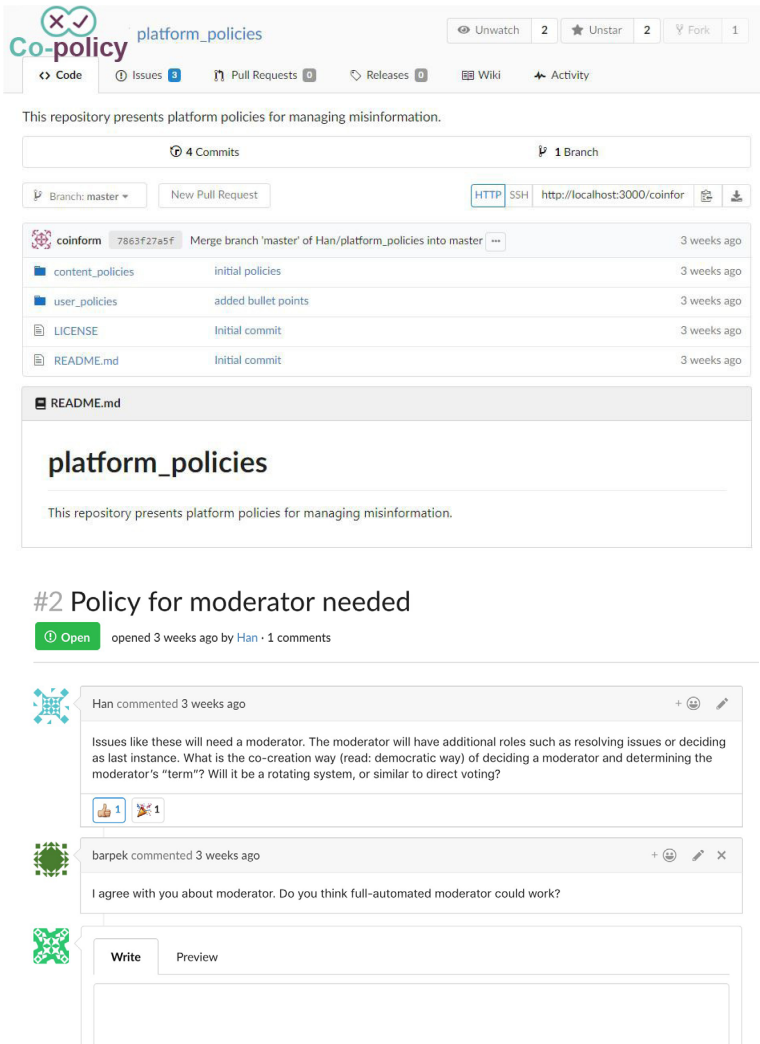 Co-policy
platform_policies
Unwatch 2 Unstar 2 Fork 1
Code Issues 3 Pull Requests 0 Releases 0 Wiki Activity
This repository presents platform policies for managing misinformation.
4 Commits 1 Branch
Branch: master New Pull Request HTTP SSH http://localhost:3000/coinfor
coinform 7863f27a5f Merge branch 'master' of Han/platform_policies into master ... 3 weeks ago
content_policies initial policies 3 weeks ago
user_policies added bullet points 3 weeks ago
LICENSE Initial commit 3 weeks ago
README.md Initial commit 3 weeks ago
README.md
platform_policies
This repository presents platform policies for managing misinformation.
#2 Policy for moderator needed
Open opened 3 weeks ago by Han · 1 comments
Han commented 3 weeks ago +
Issues like these will need a moderator. The moderator will have additional roles such as resolving issues or deciding
as last instance. What is the co-creation way (read: democratic way) of deciding a moderator and determining the
moderator's “term”? Will it be a rotating system, or similar to direct voting?
1 1
barpek commented 3 weeks ago +
I agree with you about moderator. Do you think full-automated moderator could work?
Write Preview